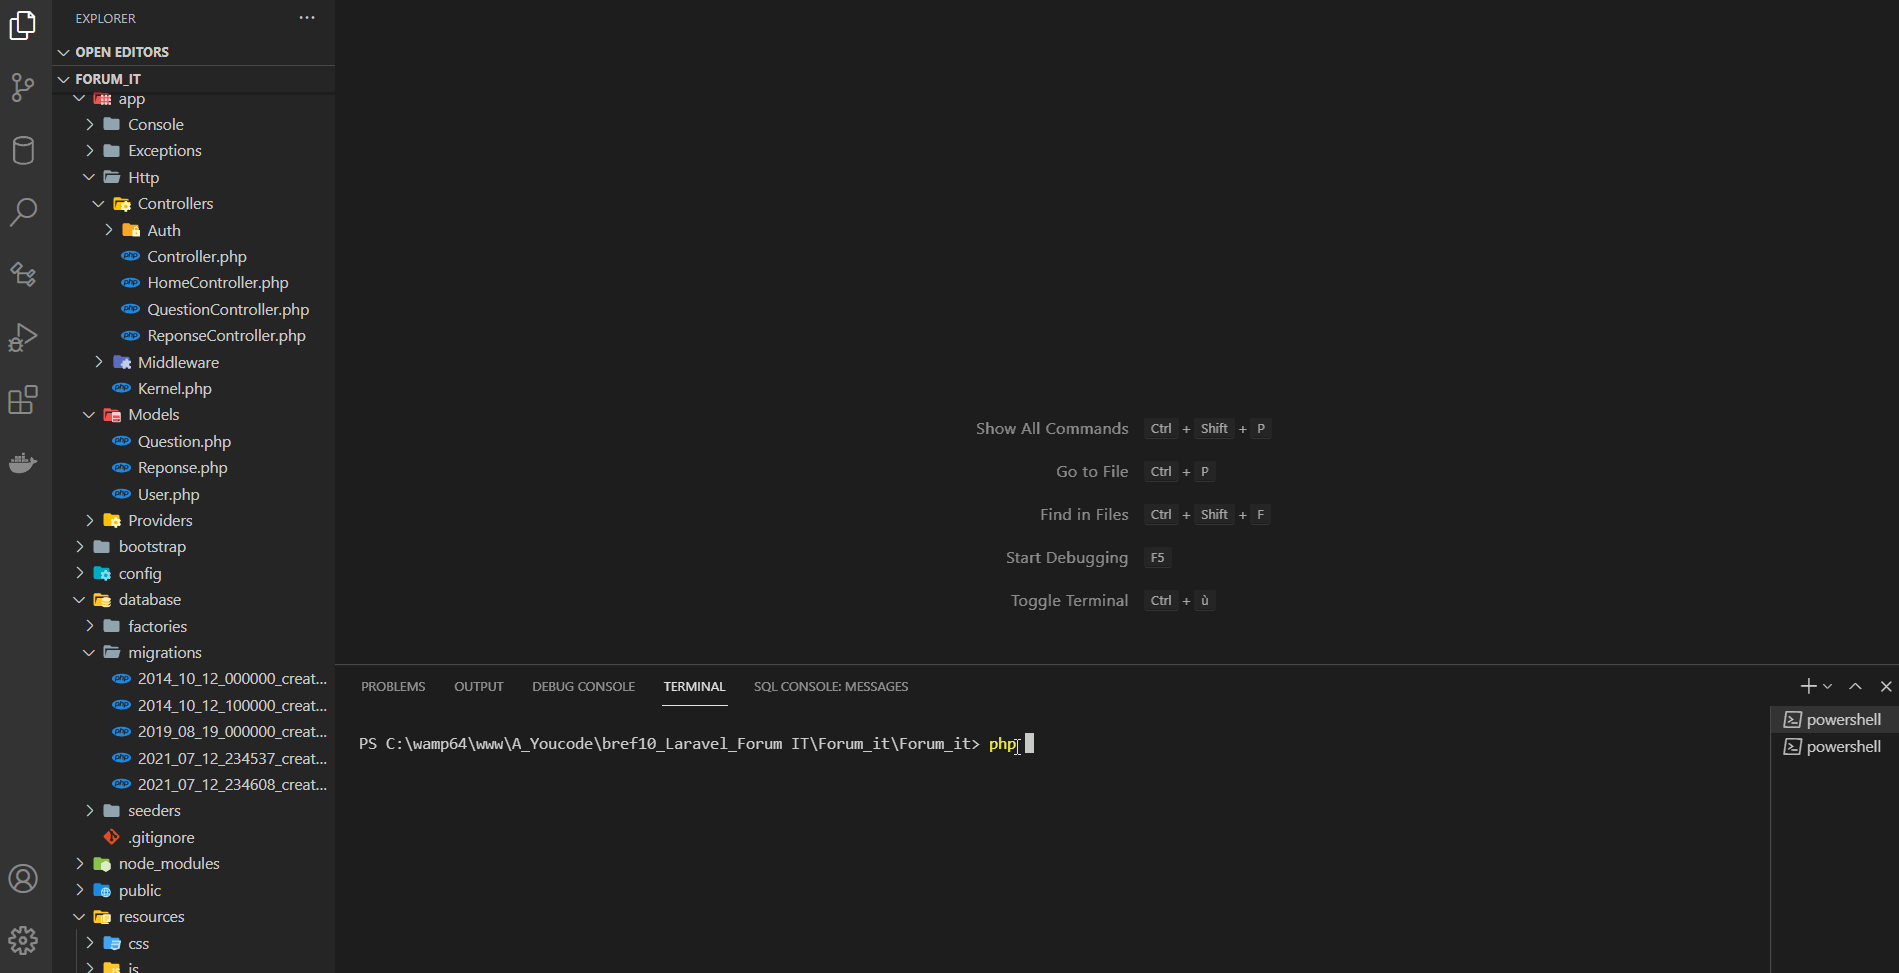 EXPLORER
OPEN EDITORS
FORUM_IT
app
Console
Exceptions
Http
Controllers
Auth
Controller.php
HomeController.php
QuestionController.php
ReponseController.php
Middleware
Kernel.php
Models
Question.php
Reponse.php
User.php
Providers
bootstrap
config
database
factories
migrations
2014_10_12_000000_creat...
2014_10_12_100000_creat...
2019_08_19_000000_creat...
2021_07_12_234537_creat...
2021_07_12_234608_creat...
seeders
.gitignore
node_modules
public
resources
css
js
Show All Commands Ctrl + Shift + P
Go to File Ctrl + P
Find in Files Ctrl + Shift + F
Start Debugging F5
Toggle Terminal Ctrl + ù
PROBLEMS OUTPUT DEBUG CONSOLE TERMINAL SQL CONSOLE: MESSAGES
PS C:\wamp64\www\A_Youcode\bref10_Laravel_Forum IT\Forum_it\Forum_it> php
powershell
powershell